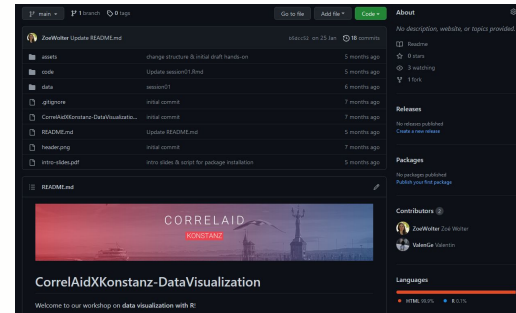 main
1 branch
0 tags
Go to file
Add file
Code
ZoeWolter Update README.md
on 25 Jan
18 commits
assets
change structure & initial draft hands-on
5 months ago
code
Update session01.Rmd
5 months ago
data
session01
6 months ago
.gitignore
initial commit
7 months ago
CorrelAidXKonstanz-DataVisualizatio...
initial commit
7 months ago
README.md
Update README.md
5 months ago
header.png
initial commit
7 months ago
intro-slides.pdf
Intro slides & script for package installation
5 months ago
README.md
CORRELAID
KONSTANZ
CorrelAidXKonstanz-DataVisualization
Welcome to our workshop on data visualization with R!
About
No description, website, or topics provided.
Readme
0 stars
3 watching
1 fork
Releases
No releases published
Create a new release
Packages
No packages published
Publish your first package
Contributors 2
ZoeWolter Zoé Wolter
ValenGe Valentin
Languages
HTML 99.9%
R 0.1%